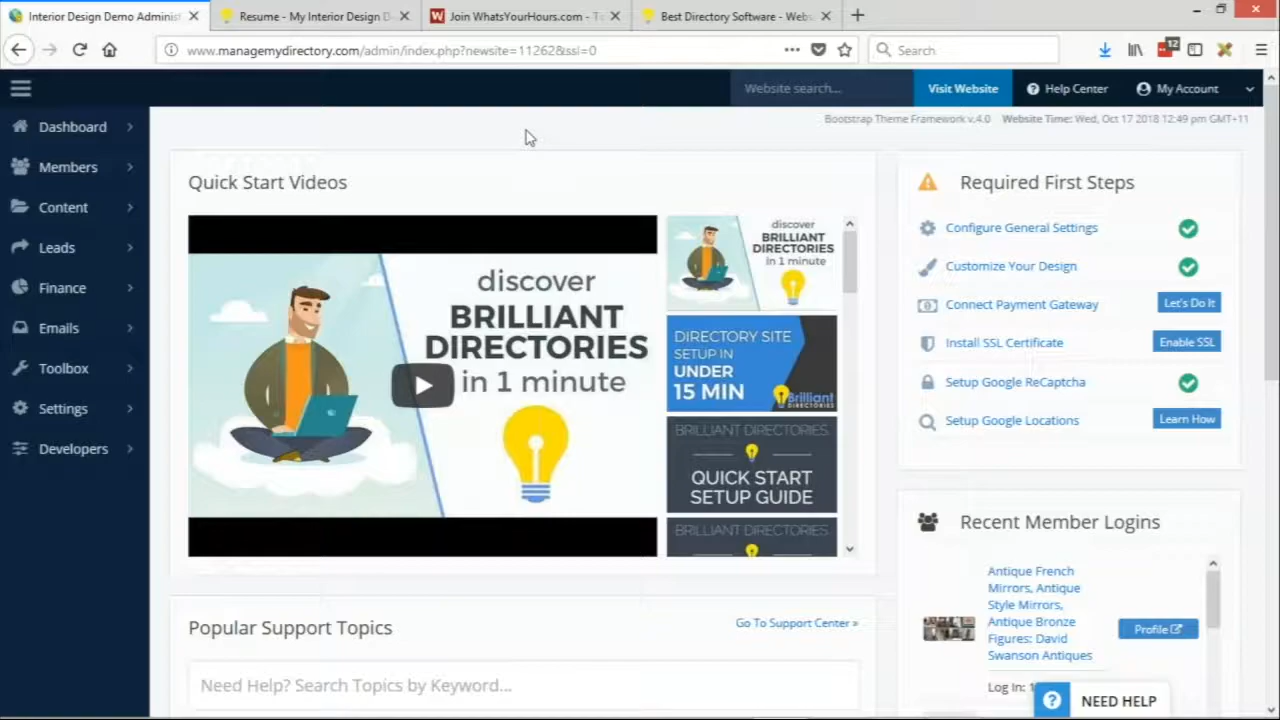 Interior Design Demo Administ
Resume - My Interior Design D
Join WhatsYourHours.com - T
Best Directory Software - Web
www.managemydirectory.com/admin/index.php?newsite=11262&ssl=0
Search
12
Website search...
Visit Website
Help Center
My Account
Bootstrap Theme Framework v.4.0 Website Time: Wed, Oct 17 2018 12:49 pm GMT+11
Dashboard
Members
Content
Leads
Finance
Emails
Toolbox
Settings
Developers
Quick Start Videos
discover
BRILLIANT
DIRECTORIES
in 1 minute
discover
BRILLIANT
DIRECTORIES
in 1 minute
DIRECTORY SITE
SETUP IN
UNDER
15 MIN
Brilliant
DIRECTORIES
BRILLIANT DIRECTORIES
QUICK START
SETUP GUIDE
BRILLIANT DIRECTORIES
Required First Steps
Configure General Settings
Customize Your Design
Connect Payment Gateway
Let's Do It
Install SSL Certificate
Enable SSL
Setup Google ReCaptcha
Setup Google Locations
Learn How
Recent Member Logins
Antique French
Mirrors, Antique
Style Mirrors,
Antique Bronze
Figures: David
Swanson Antiques
Profile
Log In:
Popular Support Topics
Go To Support Center »
Need Help? Search Topics by Keyword...
NEED HELP